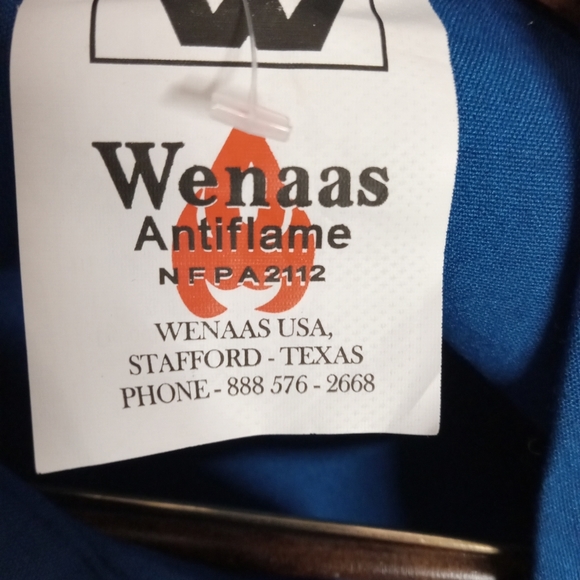 W
Wenaas
Antiflame
NFPA2112
WENAAS USA,
STAFFORD - TEXAS
PHONE - 888 576 - 2668